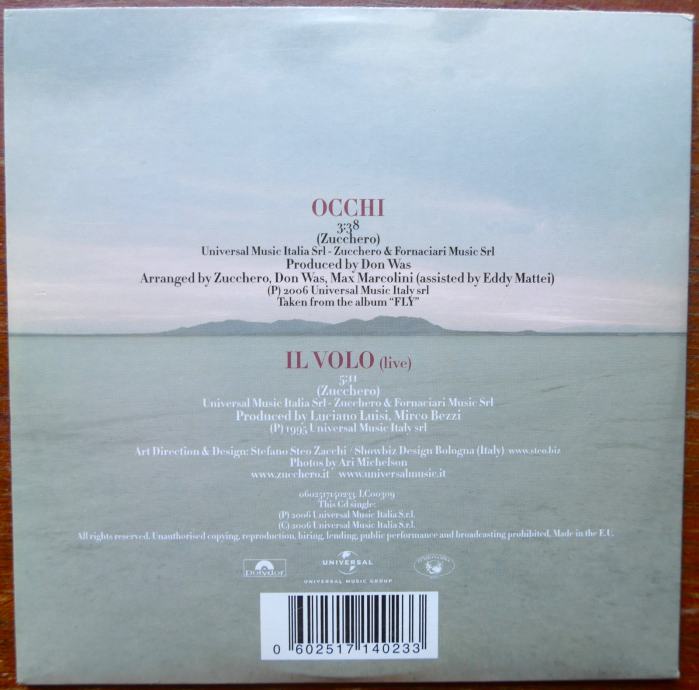 OCCHI
3:38
(Zucchero)
Universal Music Italia Srl - Zucchero & Fornaciari Music Srl
Produced by Don Was
Arranged by Zucchero, Don Was, Max Marcolini (assisted by Eddy Mattei)
(P) 2006 Universal Music Italy srl
Taken from the album “FLY”
IL VOLO (live)
5:11
(Zucchero)
Universal Music Italia Srl - Zucchero & Fornaciari Music Srl
Produced by Luciano Luisi, Mirco Bezzi
(P) 1995 Universal Music Italy srl
Art Direction & Design: Stefano Steo Zacchi / Showbiz Design Bologna (Italy) www.steo.biz
Photos by Ari Michelson
www.zucchero.it www.universalmusic.it
0602517140233 LC00309
This Cd single:
(P) 2006 Universal Music Italia S.r.l.
(C) 2006 Universal Music Italia S.r.l.
All rights reserved. Unauthorised copying, reproduction, hiring, lending, public performance and broadcasting prohibited. Made in the E.U.
polydor UNIVERSAL
UNIVERSAL MUSIC GROUP
0 602517 140233